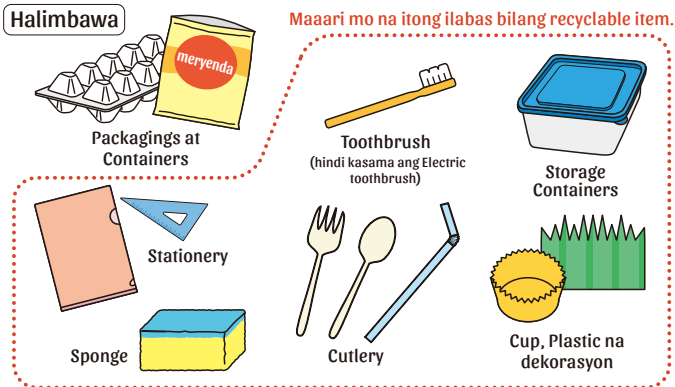 Halimbawa
Maaari mo na itong ilabas bilang recyclable item.
meryenda
Packagings at
Containers
Toothbrush
(hindi kasama ang Electric
toothbrush)
Storage
Containers
Stationery
Sponge
Cutlery
Cup, Plastic na
dekorasyon